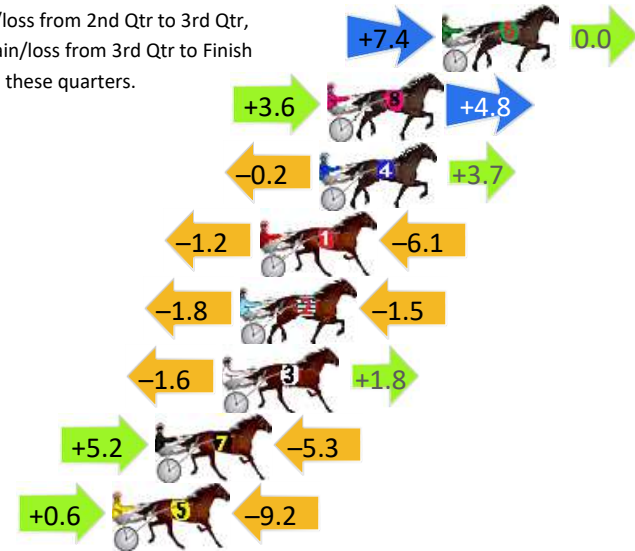 /loss from 2nd Qtr to 3rd Qtr,
ain/loss from 3rd Qtr to Finish
these quarters.
+7.4 0.0
+3.6 8 +4.8
–0.2 4 +3.7
–1.2 1 –6.1
–1.8 2 –1.5
–1.6 3 +1.8
+5.2 7 –5.3
+0.6 5 –9.2